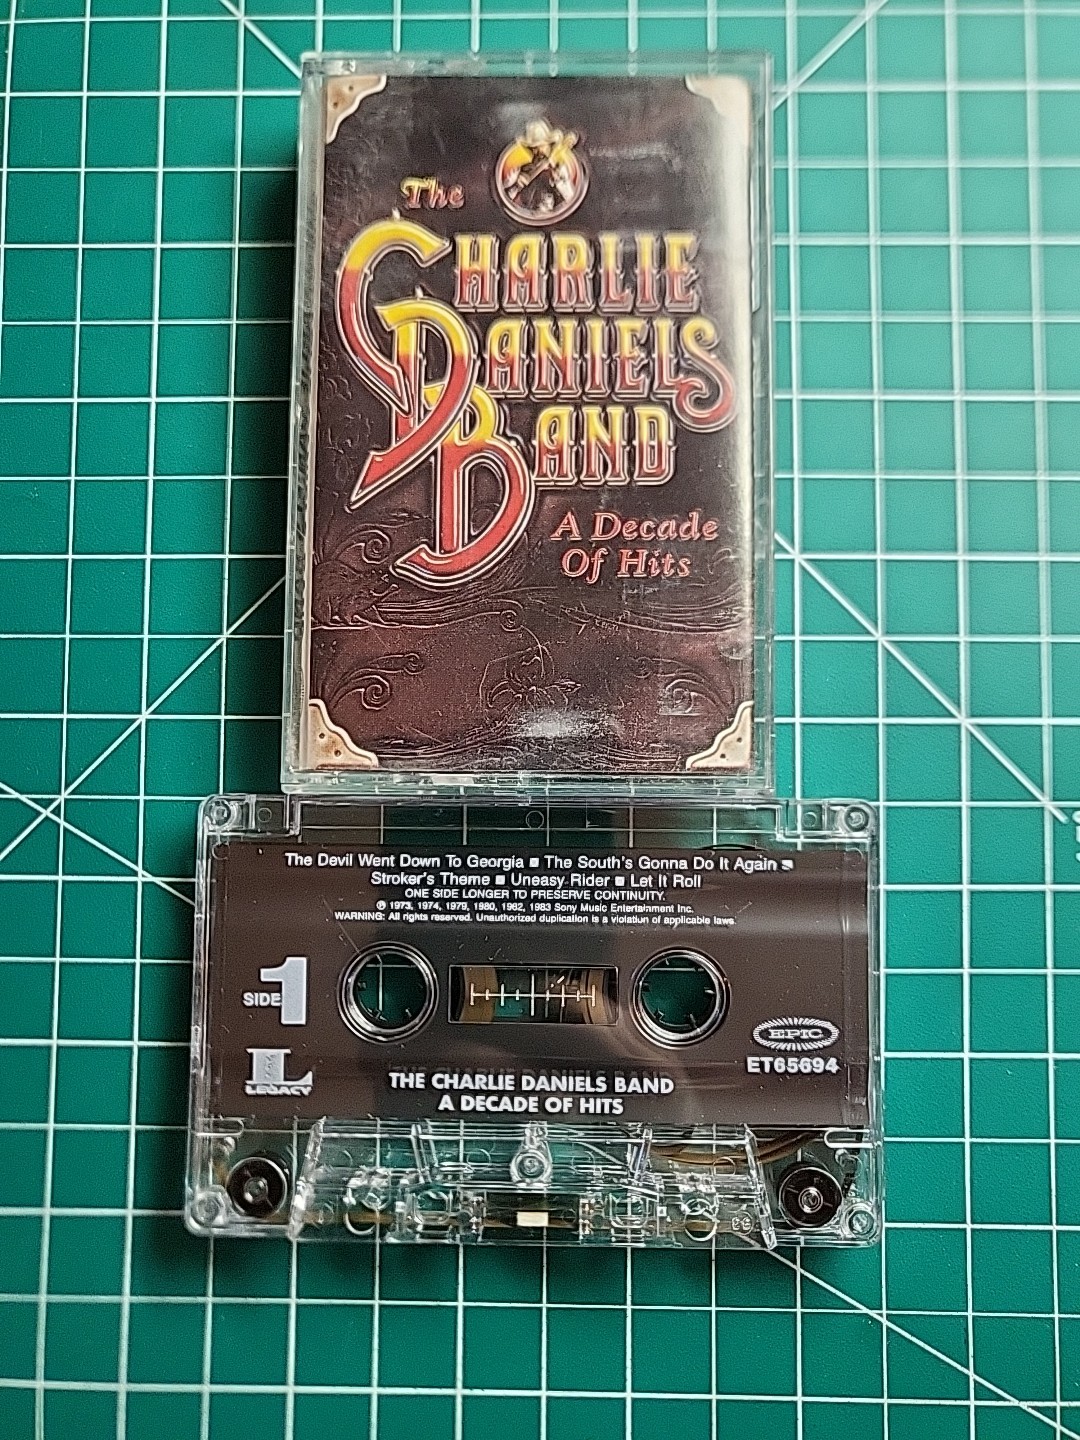 The
CHARLIE
DANIELS
BAND
A Decade
Of Hits
The Devil Went Down To Georgia ■ The South's Gonna Do It Again ■
Stroker's Theme ■ Uneasy Rider ■ Let It Roll
ONE SIDE LONGER TO PRESERVE CONTINUITY.
℗ 1973, 1974, 1979, 1980, 1982, 1983 Sony Music Entertainment Inc.
WARNING: All rights reserved. Unauthorized duplication is a violation of applicable laws.
SIDE 1
EPIC
L
LEGACY
ET65694
THE CHARLIE DANIELS BAND
A DECADE OF HITS